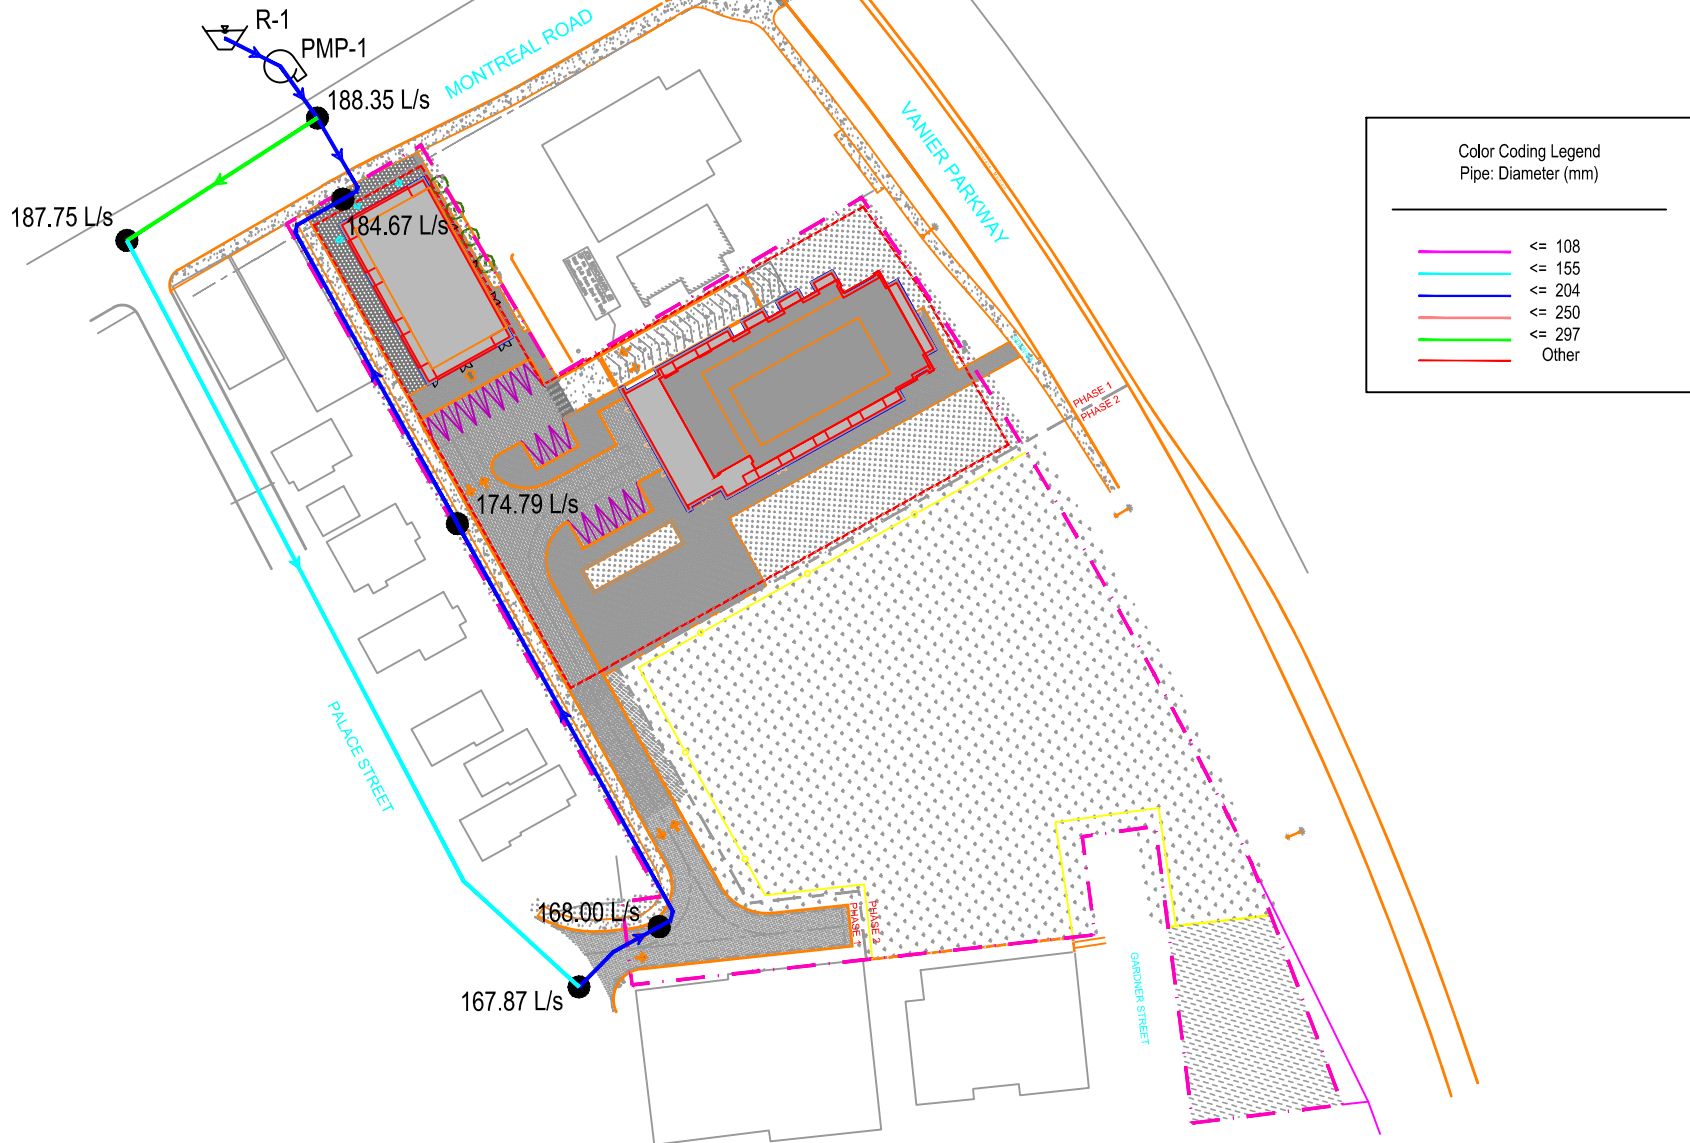 R-1
PMP-1
MONTREAL ROAD
188.35 L/s
VANIER PARKWAY
Color Coding Legend
Pipe: Diameter (mm)
<= 108
<= 155
<= 204
<= 250
<= 297
Other
187.75 L/s
184.67 L/s
PHASE 1
PHASE 2
174.79 L/s
PALACE STREET
168.00 L/s
PHASE 1
PHASE 2
167.87 L/s
GARDNER STREET